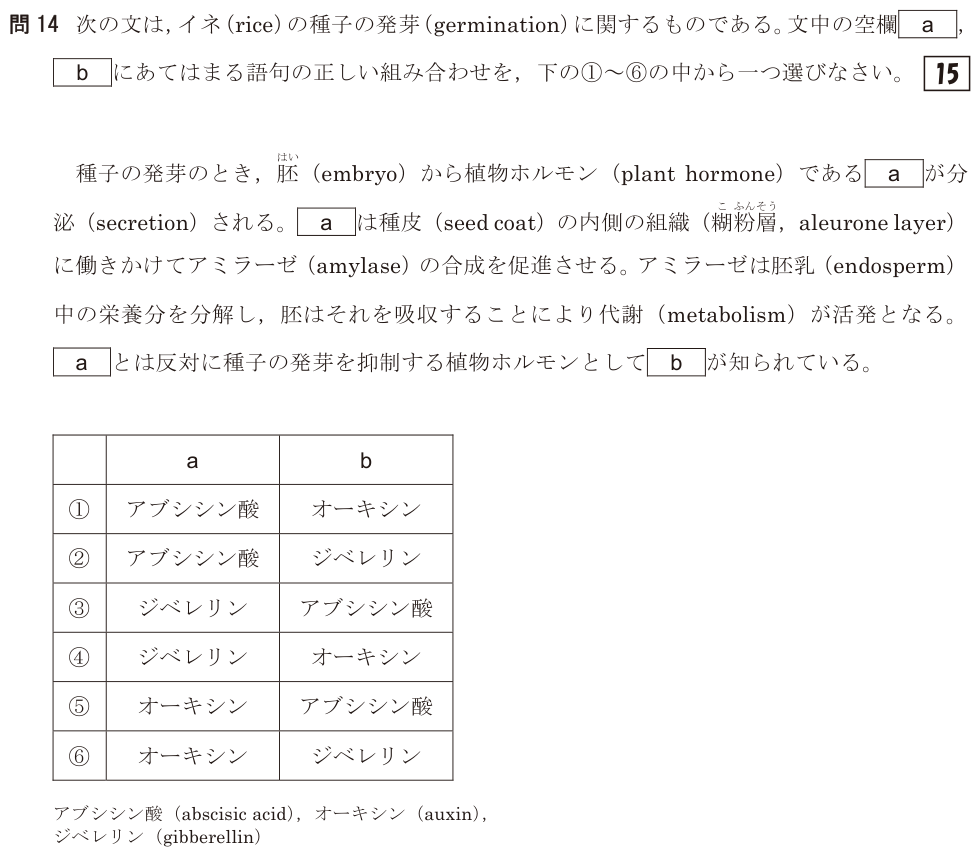 問14 次の文は，イネ（rice）の種子の発芽（germination）に関するものである。文中の空欄 a ，
b にあてはまる語句の正しい組み合わせを，下の①～⑥の中から一つ選びなさい。 15
はい
種子の発芽のとき，胚（embryo）から植物ホルモン（plant hormone）である a が分
泌（secretion）される。 a は種皮（seed coat）の内側の組織（糊粉層，aleurone layer）
こ ふんそう
に働きかけてアミラーゼ（amylase）の合成を促進させる。アミラーゼは胚乳（endosperm）
中の栄養分を分解し，胚はそれを吸収することにより代謝（metabolism）が活発となる。
a とは反対に種子の発芽を抑制する植物ホルモンとして b が知られている。
a b
① アブシシン酸 オーキシン
② アブシシン酸 ジベレリン
③ ジベレリン アブシシン酸
④ ジベレリン オーキシン
⑤ オーキシン アブシシン酸
⑥ オーキシン ジベレリン
アブシシン酸（abscisic acid），オーキシン（auxin），
ジベレリン（gibberellin）